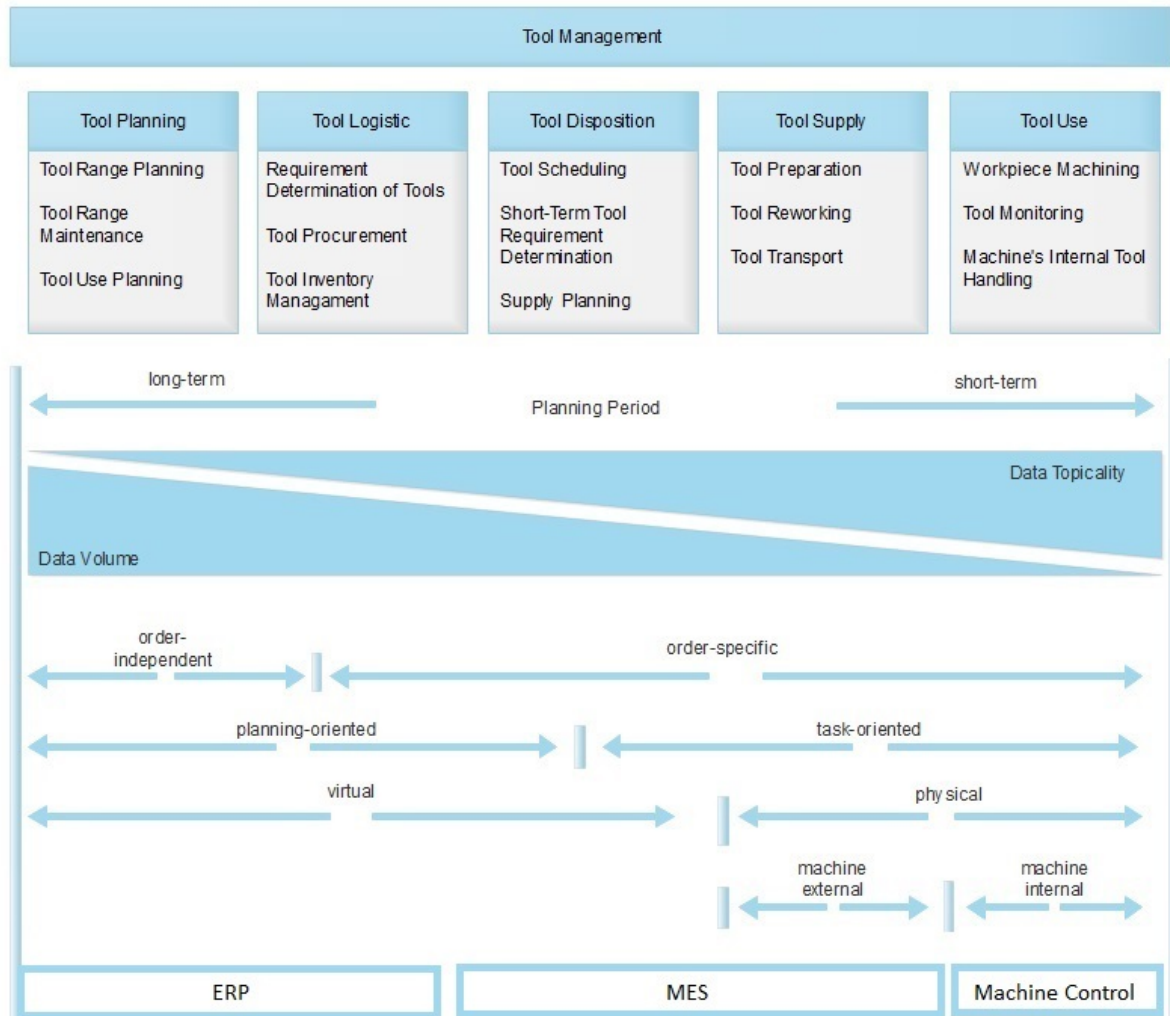 Tool Management
Tool Planning
Tool Range Planning
Tool Range
Maintenance
Tool Use Planning
Tool Logistic
Requirement
Determination of Tools
Tool Procurement
Tool Inventory
Managament
Tool Disposition
Tool Scheduling
Short-Term Tool
Requirement
Determination
Supply Planning
Tool Supply
Tool Preparation
Tool Reworking
Tool Transport
Tool Use
Workpiece Machining
Tool Monitoring
Machine's Internal Tool
Handling
long-term
Planning Period
short-term
Data Topicality
Data Volume
order-
independent
order-specific
planning-oriented
task-oriented
virtual
physical
machine
external
machine
internal
ERP
MES
Machine Control